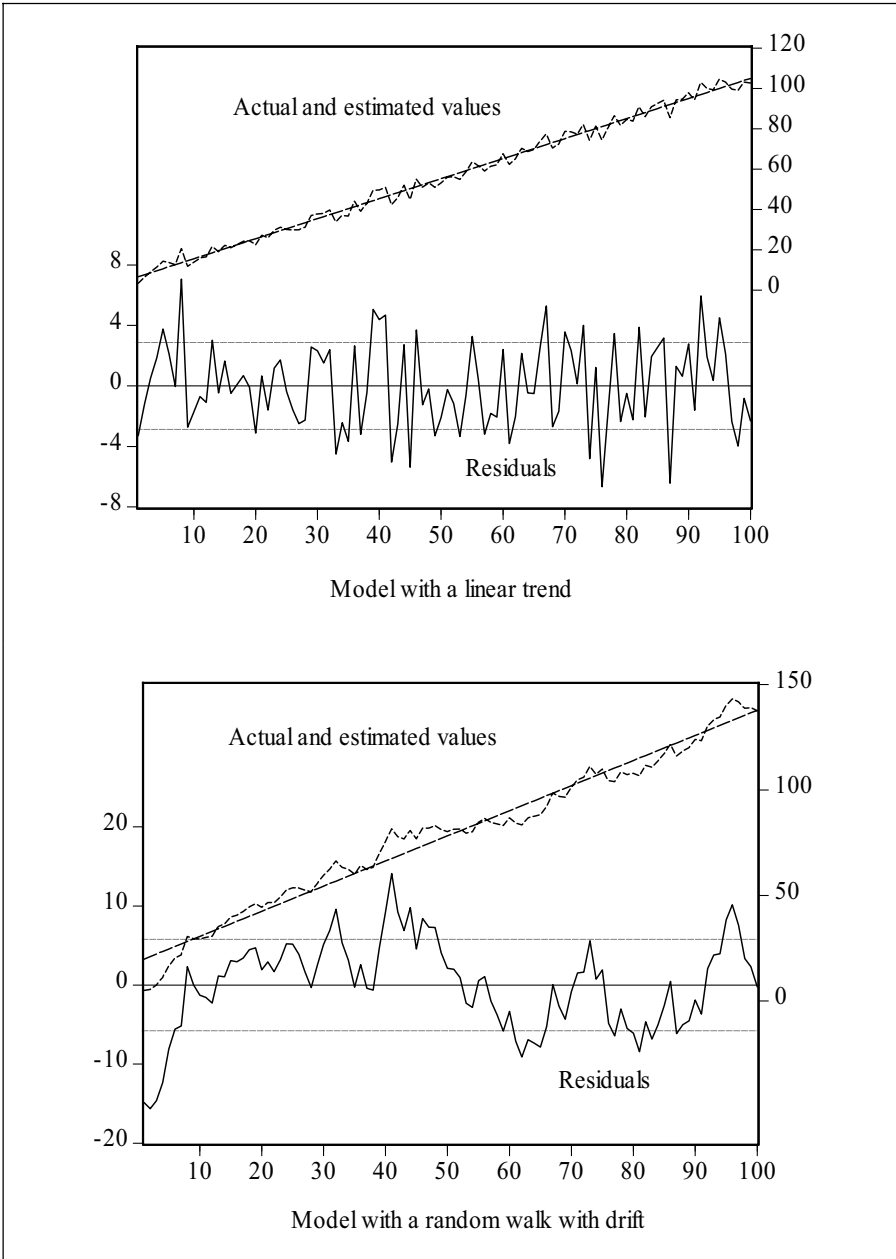 120
Actual and estimated values
100
80
60
40
20
0
8
4
0
-4
-8
Residuals
10 20 30 40 50 60 70 80 90 100
Model with a linear trend
150
Actual and estimated values
100
50
0
20
10
0
-10
-20
Residuals
10 20 30 40 50 60 70 80 90 100
Model with a random walk with drift